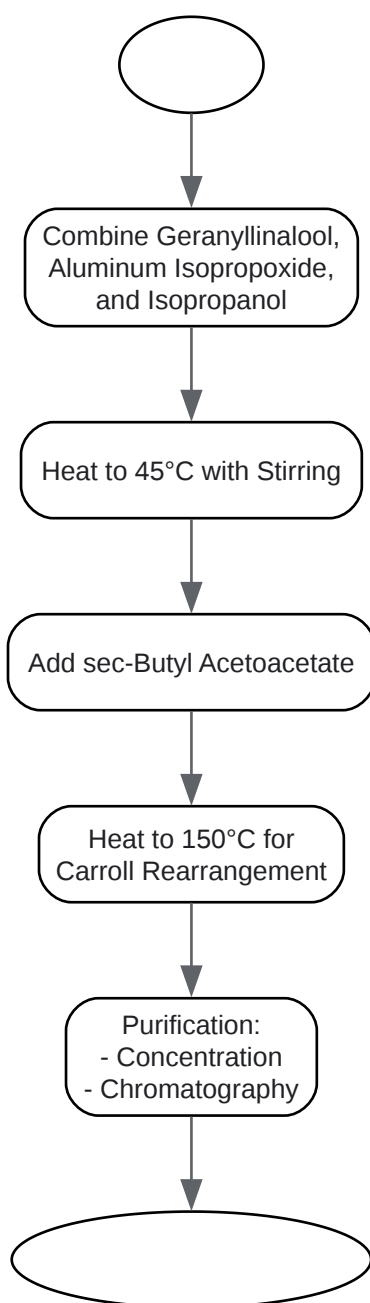 Combine Geranyllinalool,
Aluminum Isopropoxide,
and Isopropanol
Heat to 45°C with Stirring
Add sec-Butyl Acetoacetate
Heat to 150°C for
Carroll Rearrangement
Purification:
- Concentration
- Chromatography